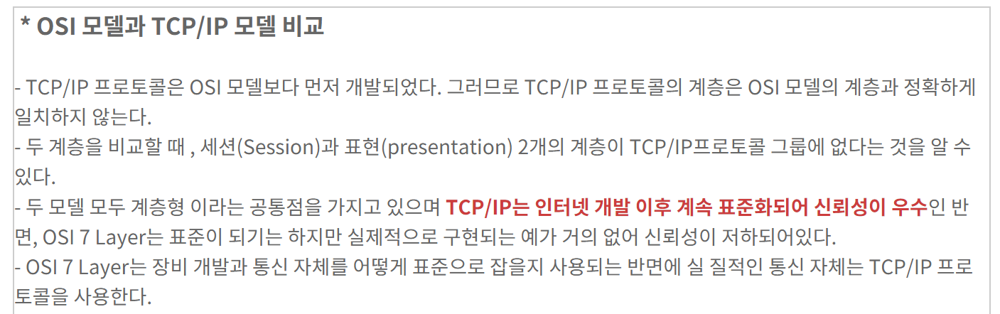 * OSI 모델과 TCP/IP 모델 비교
- TCP/IP 프로토콜은 OSI 모델보다 먼저 개발되었다. 그러므로 TCP/IP 프로토콜의 계층은 OSI 모델의 계층과 정확하게
일치하지 않는다.
- 두 계층을 비교할 때 , 세션(Session)과 표현(presentation) 2개의 계층이 TCP/IP프로토콜 그룹에 없다는 것을 알 수
있다.
- 두 모델 모두 계층형 이라는 공통점을 가지고 있으며 TCP/IP는 인터넷 개발 이후 계속 표준화되어 신뢰성이 우수인 반
면, OSI 7 Layer는 표준이 되기는 하지만 실제적으로 구현되는 예가 거의 없어 신뢰성이 저하되어있다.
- OSI 7 Layer는 장비 개발과 통신 자체를 어떻게 표준으로 잡을지 사용되는 반면에 실 질적인 통신 자체는 TCP/IP 프로
토콜을 사용한다.